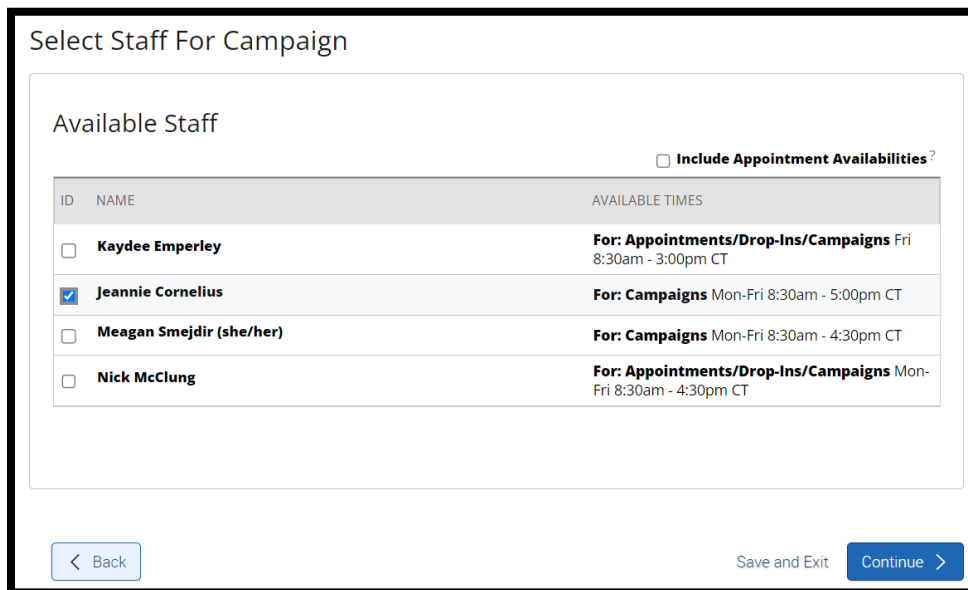 Select Staff For Campaign
Available Staff
Include Appointment Availabilities ?
ID NAME AVAILABLE TIMES
Kaydee Emperley For: Appointments/Drop-Ins/Campaigns Fri
8:30am - 3:00pm CT
Jeannie Cornelius For: Campaigns Mon-Fri 8:30am - 5:00pm CT
Meagan Smejdir (she/her) For: Campaigns Mon-Fri 8:30am - 4:30pm CT
Nick McClung For: Appointments/Drop-Ins/Campaigns Mon-
Fri 8:30am - 4:30pm CT
Back Save and Exit Continue